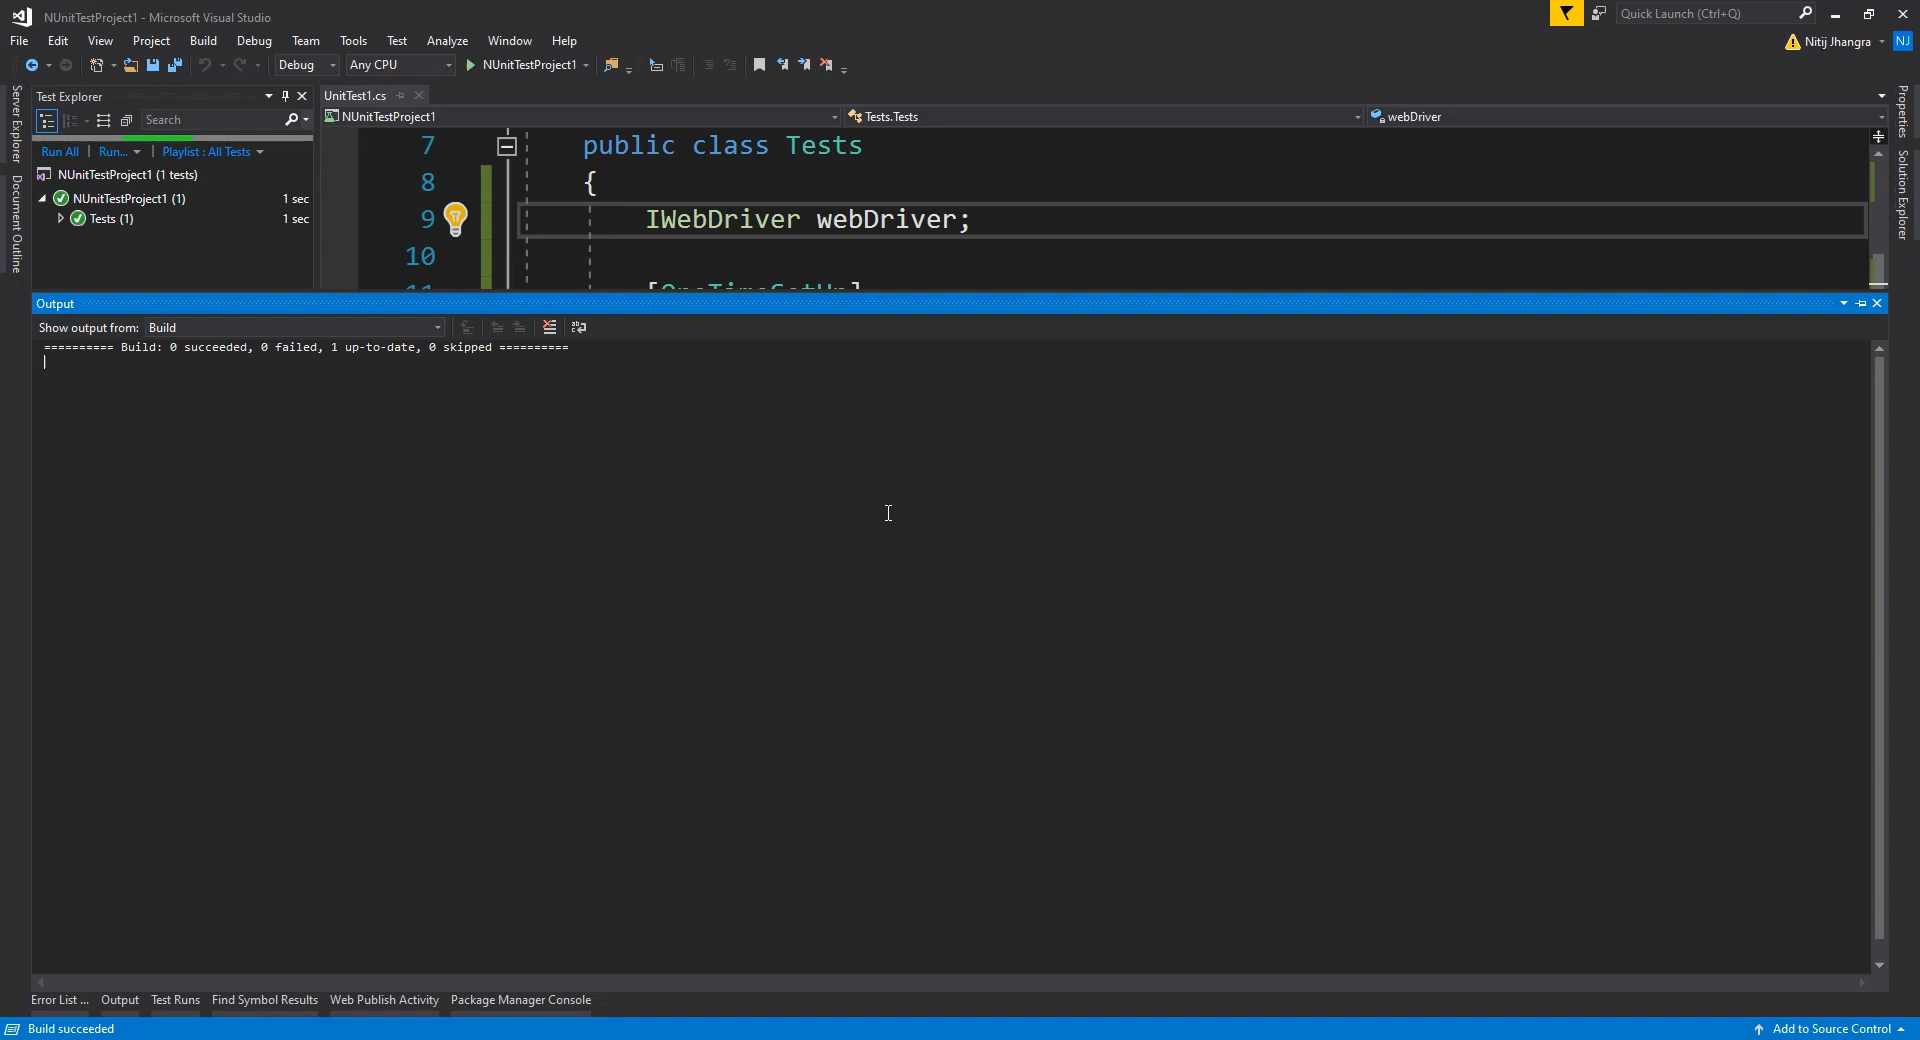 NUnitTestProject1 - Microsoft Visual Studio
Quick Launch (Ctrl+Q)
File Edit View Project Build Debug Team Tools Test Analyze Window Help
Nitij Jhangra NJ
Debug Any CPU NUnitTestProject1
Server Explorer
Document Outline
Test Explorer
Search
Run All | Run... | Playlist : All Tests
NUnitTestProject1 (1 tests)
NUnitTestProject1 (1) 1 sec
Tests (1) 1 sec
UnitTest1.cs
NUnitTestProject1 Tests.Tests webDriver
7 public class Tests
8 {
9 IWebDriver webDriver;
10
11 [OneTimeSetUp]
Properties
Solution Explorer
Output
Show output from: Build
========== Build: 0 succeeded, 0 failed, 1 up-to-date, 0 skipped ==========
Error List ... Output Test Runs Find Symbol Results Web Publish Activity Package Manager Console
Build succeeded
Add to Source Control